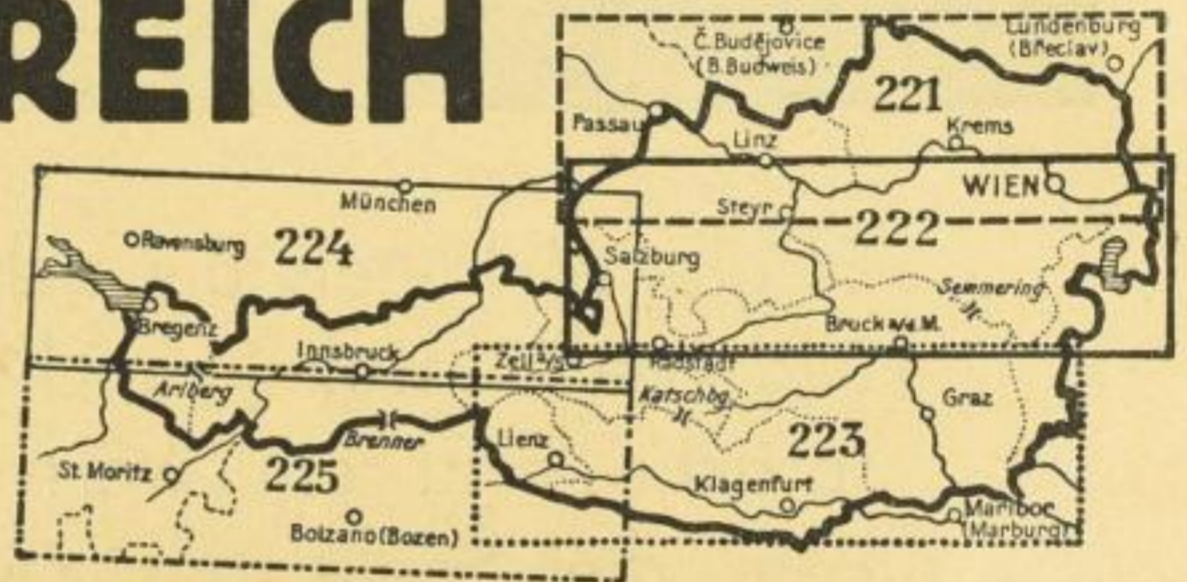 REICH
Č.Budějovice
(B.Budweis)
Lundenburg
(Břeclav)
221
Passau
Linz
Krems
WIEN
Steyr
222
München
Ravensburg
224
Salzburg
Semmering
Bregenz
Bruck a/d.M.
Innsbruck
Zell a/S
Radstadt
Arlberg
Katschbg.
Graz
Brenner
Lienz
223
St. Moritz
225
Klagenfurt
Maribor
(Marburg)
Bolzano (Bozen)